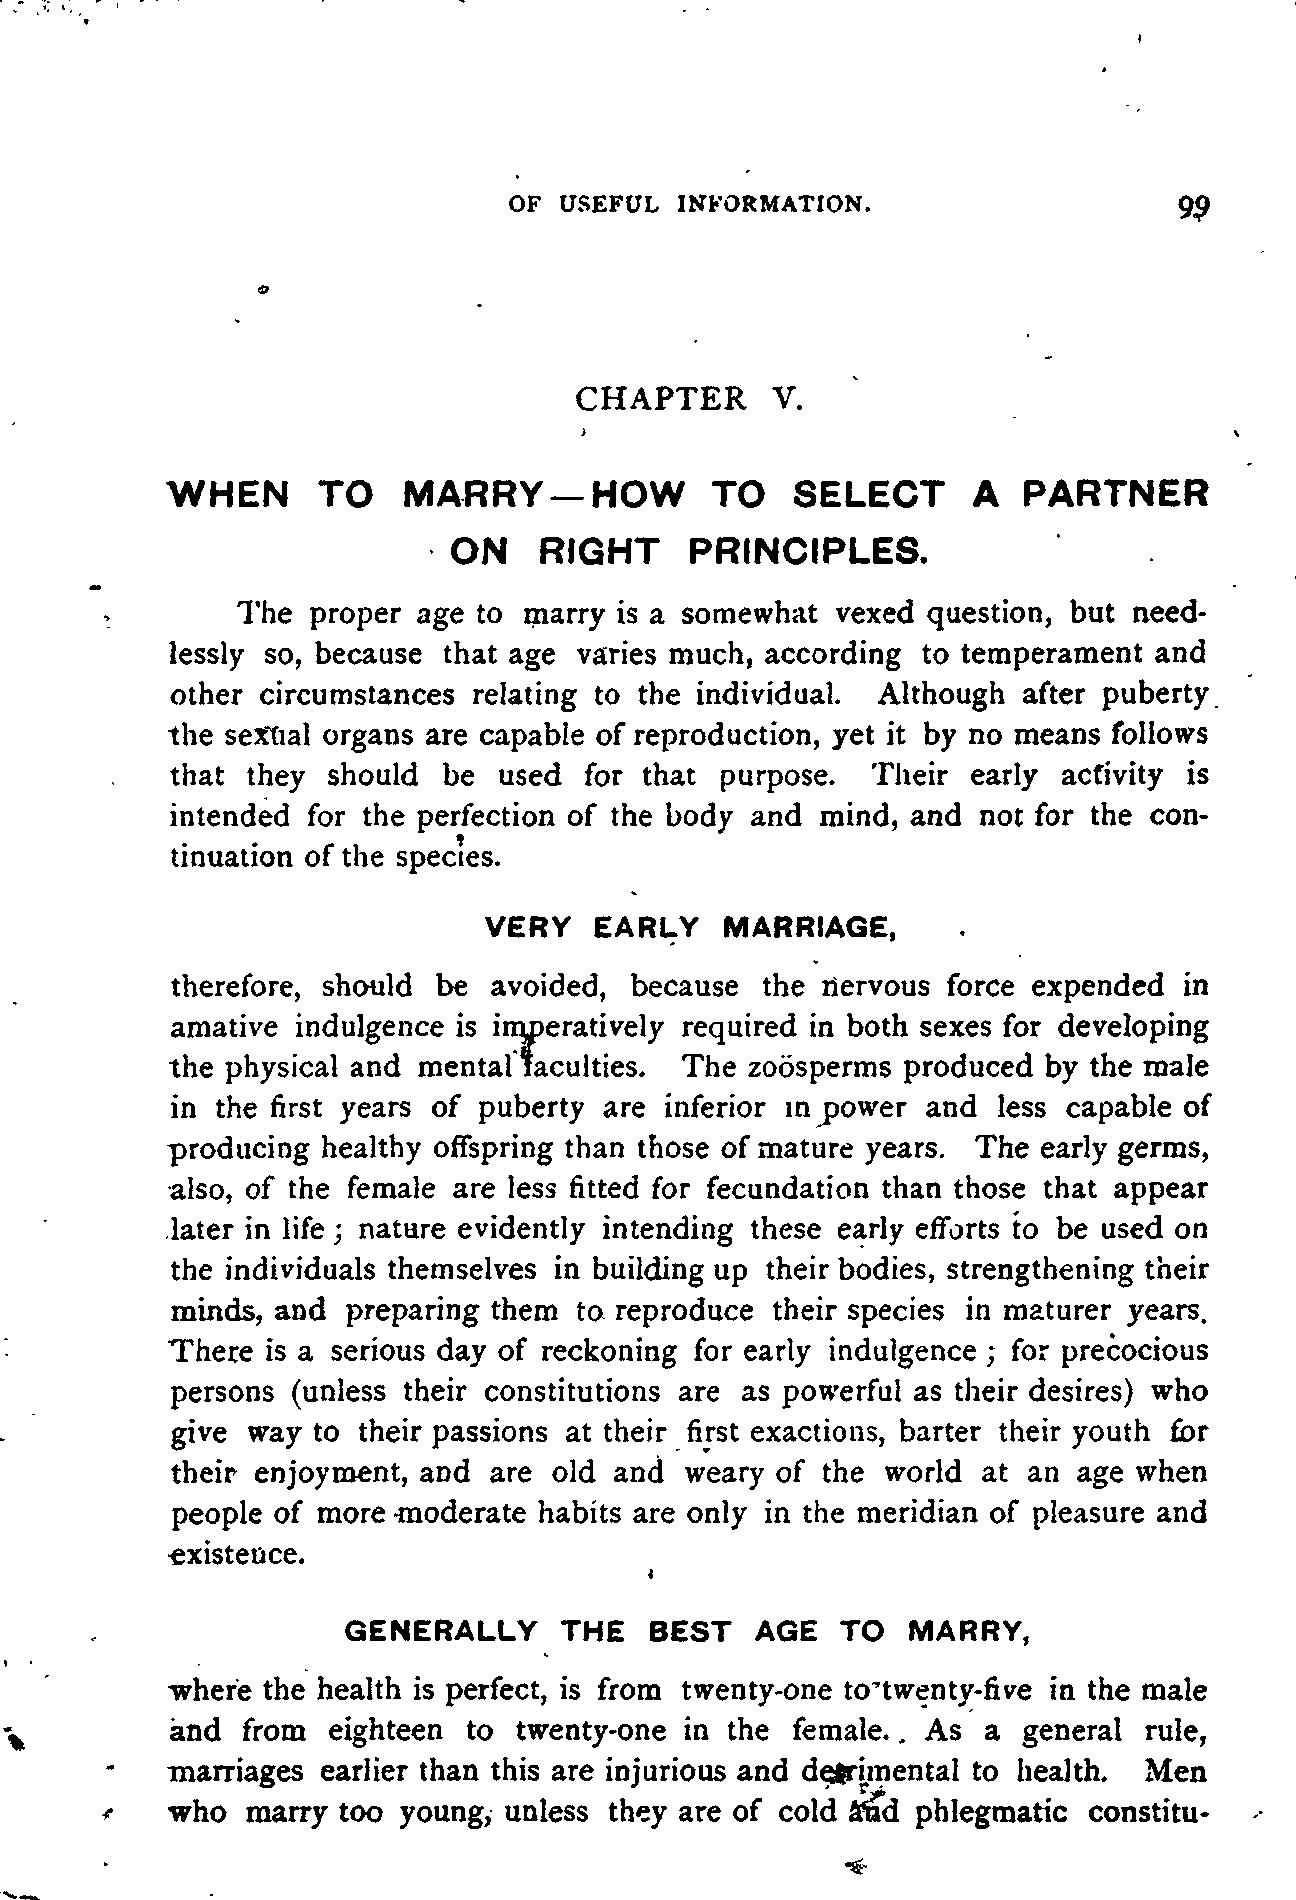 OF USEFUL INFORMATION. 99
CHAPTER V.
WHEN TO MARRY—HOW TO SELECT A PARTNER
ON RIGHT PRINCIPLES.
The proper age to marry is a somewhat vexed question, but need-
lessly so, because that age varies much, according to temperament and
other circumstances relating to the individual. Although after puberty
the sexual organs are capable of reproduction, yet it by no means follows
that they should be used for that purpose. Their early activity is
intended for the perfection of the body and mind, and not for the con-
tinuation of the species.
VERY EARLY MARRIAGE,
therefore, should be avoided, because the nervous force expended in
amative indulgence is imperatively required in both sexes for developing
the physical and mental faculties. The zoösperms produced by the male
in the first years of puberty are inferior in power and less capable of
producing healthy offspring than those of mature years. The early germs,
also, of the female are less fitted for fecundation than those that appear
later in life ; nature evidently intending these early efforts to be used on
the individuals themselves in building up their bodies, strengthening their
minds, and preparing them to reproduce their species in maturer years.
There is a serious day of reckoning for early indulgence ; for precocious
persons (unless their constitutions are as powerful as their desires) who
give way to their passions at their first exactions, barter their youth for
their enjoyment, and are old and weary of the world at an age when
people of more moderate habits are only in the meridian of pleasure and
existence.
GENERALLY THE BEST AGE TO MARRY,
where the health is perfect, is from twenty-one to twenty-five in the male
and from eighteen to twenty-one in the female. As a general rule,
marriages earlier than this are injurious and detrimental to health. Men
who marry too young, unless they are of cold and phlegmatic constitu-